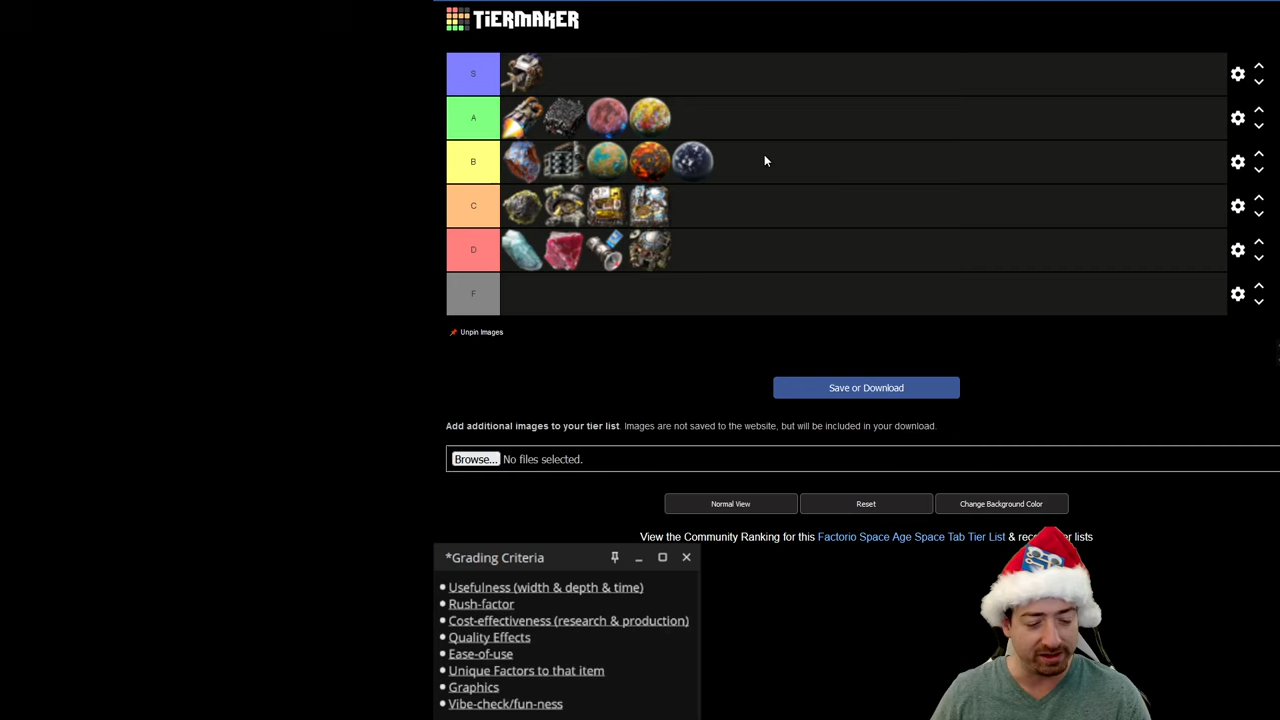 TIERMAKER
S
A
B
C
D
F
Unpin Images
Save or Download
Add additional images to your tier list. Images are not saved to the website, but will be included in your download.
Browse... No files selected.
Normal View
Reset
Change Background Color
View the Community Ranking for this Factorio Space Age Space Tab Tier List & lists
*Grading Criteria
Usefulness (width & depth & time)
Rush-factor
Cost-effectiveness (research & production)
Quality Effects
Ease-of-use
Unique Factors to that item
Graphics
Vibe-check/fun-ness